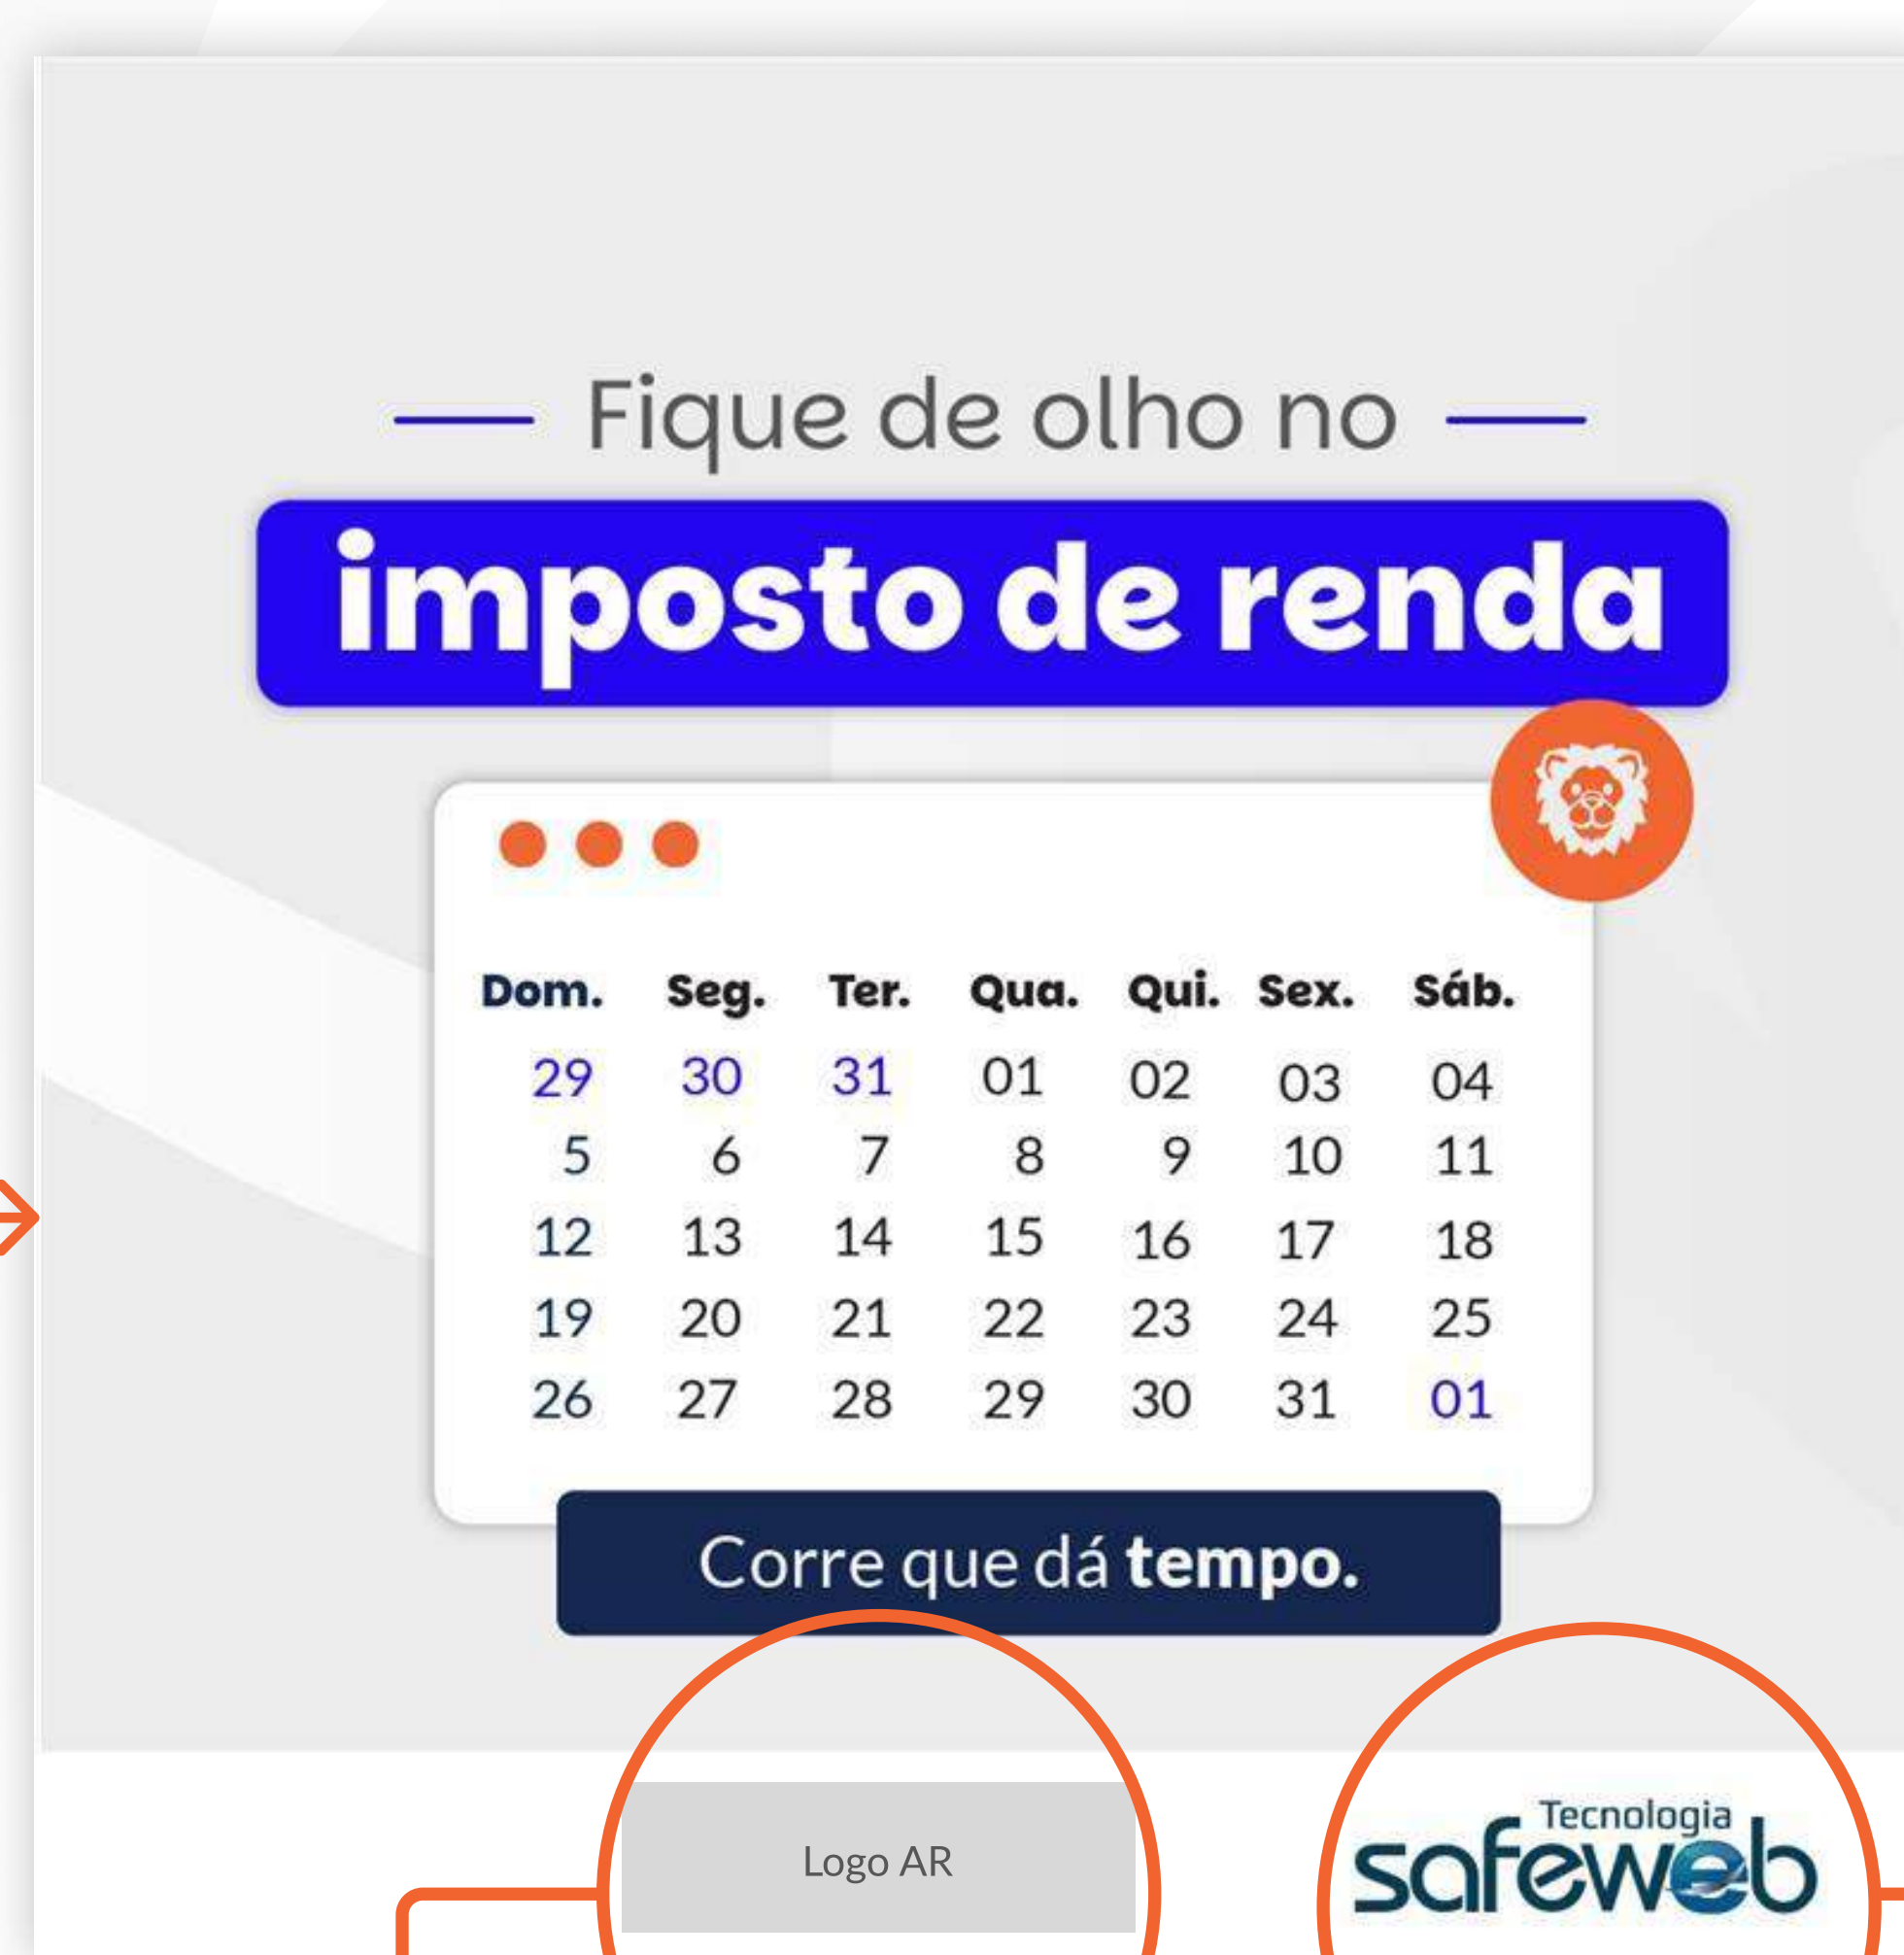 Fique de olho no
imposto de renda
Dom. Seg. Ter. Qua. Qui. Sex. Sáb.
29 30 31 01 02 03 04
5 6 7 8 9 10 11
12 13 14 15 16 17 18
19 20 21 22 23 24 25
26 27 28 29 30 31 01
Corre que dá tempo.
Logo AR
Tecnologia
safeweb